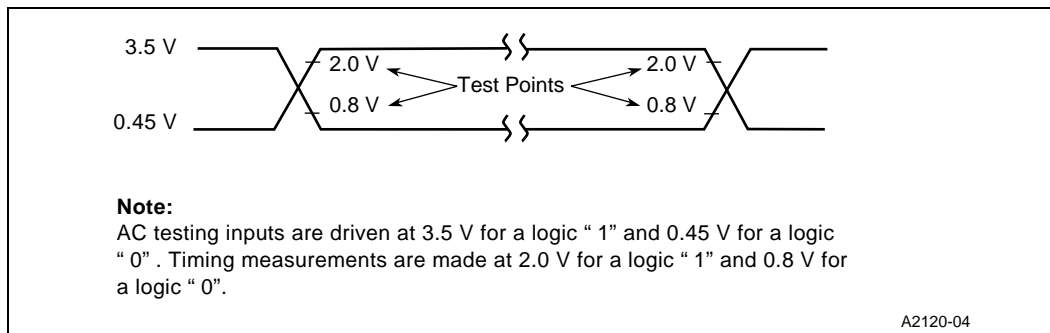 3.5 V
2.0 V
2.0 V
Test Points
0.8 V
0.8 V
0.45 V
Note:
AC testing inputs are driven at 3.5 V for a logic “ 1” and 0.45 V for a logic
“ 0” . Timing measurements are made at 2.0 V for a logic “ 1” and 0.8 V for
a logic “ 0”.
A2120-04